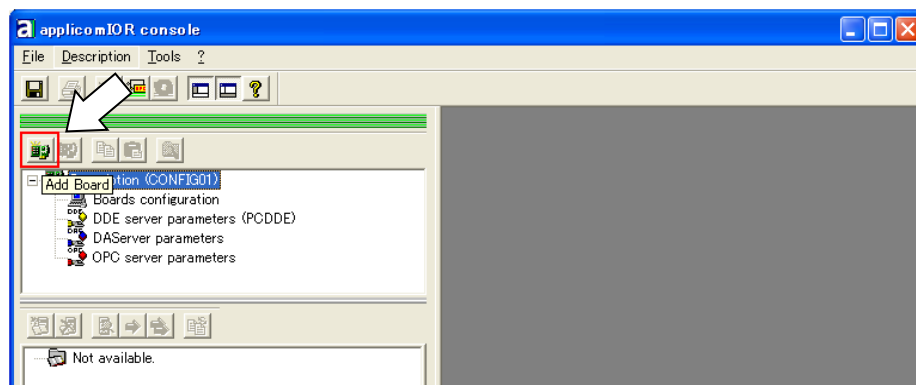 applicomIOR console
File Description Tools ?
Add Board
tion (CONFIG01)
Boards configuration
DDE server parameters (PCDDE)
DAServer parameters
OPC server parameters
Not available.